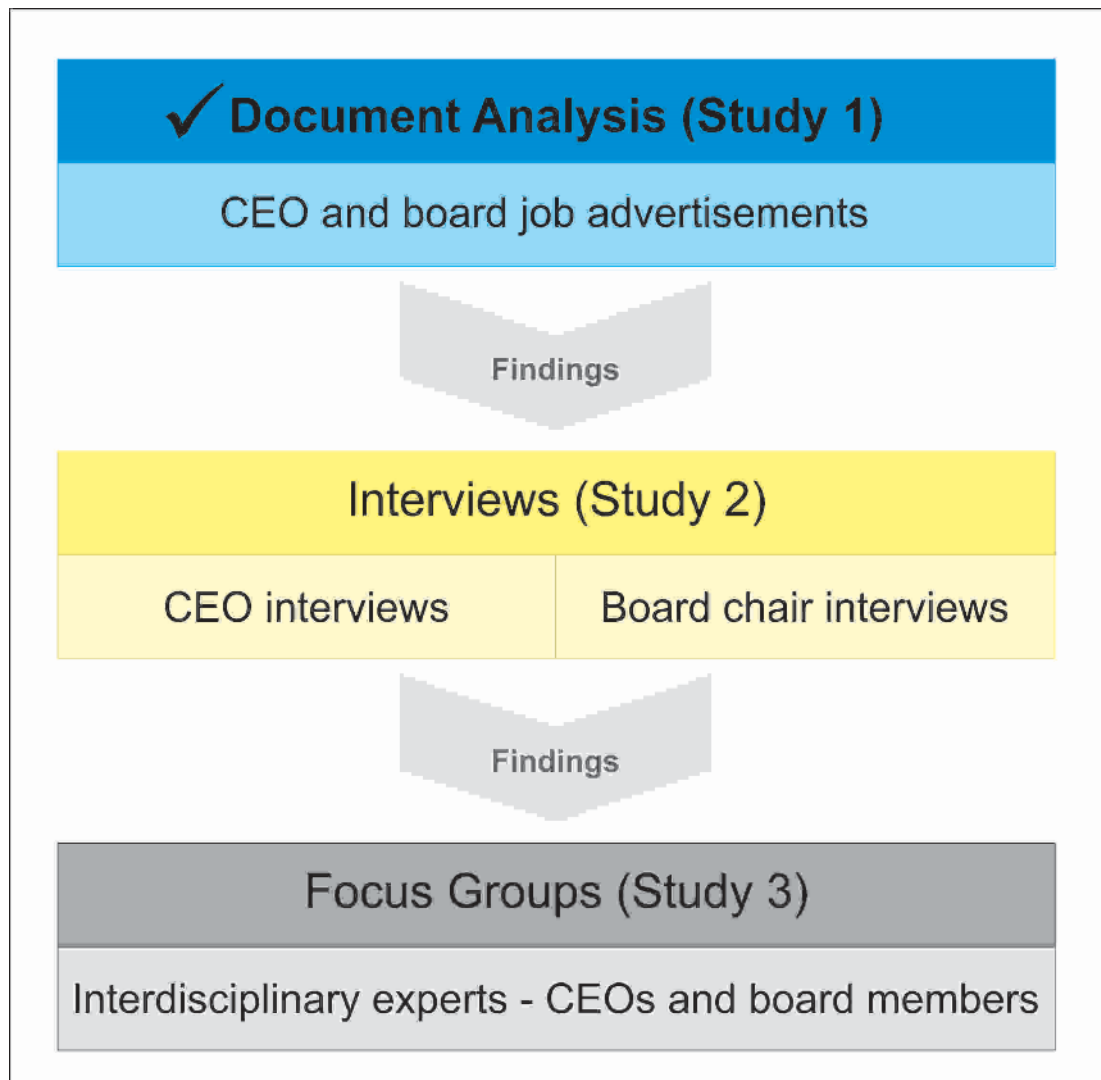 ✓ Document Analysis (Study 1)
CEO and board job advertisements
Findings
Interviews (Study 2)
CEO interviews
Board chair interviews
Findings
Focus Groups (Study 3)
Interdisciplinary experts - CEOs and board members